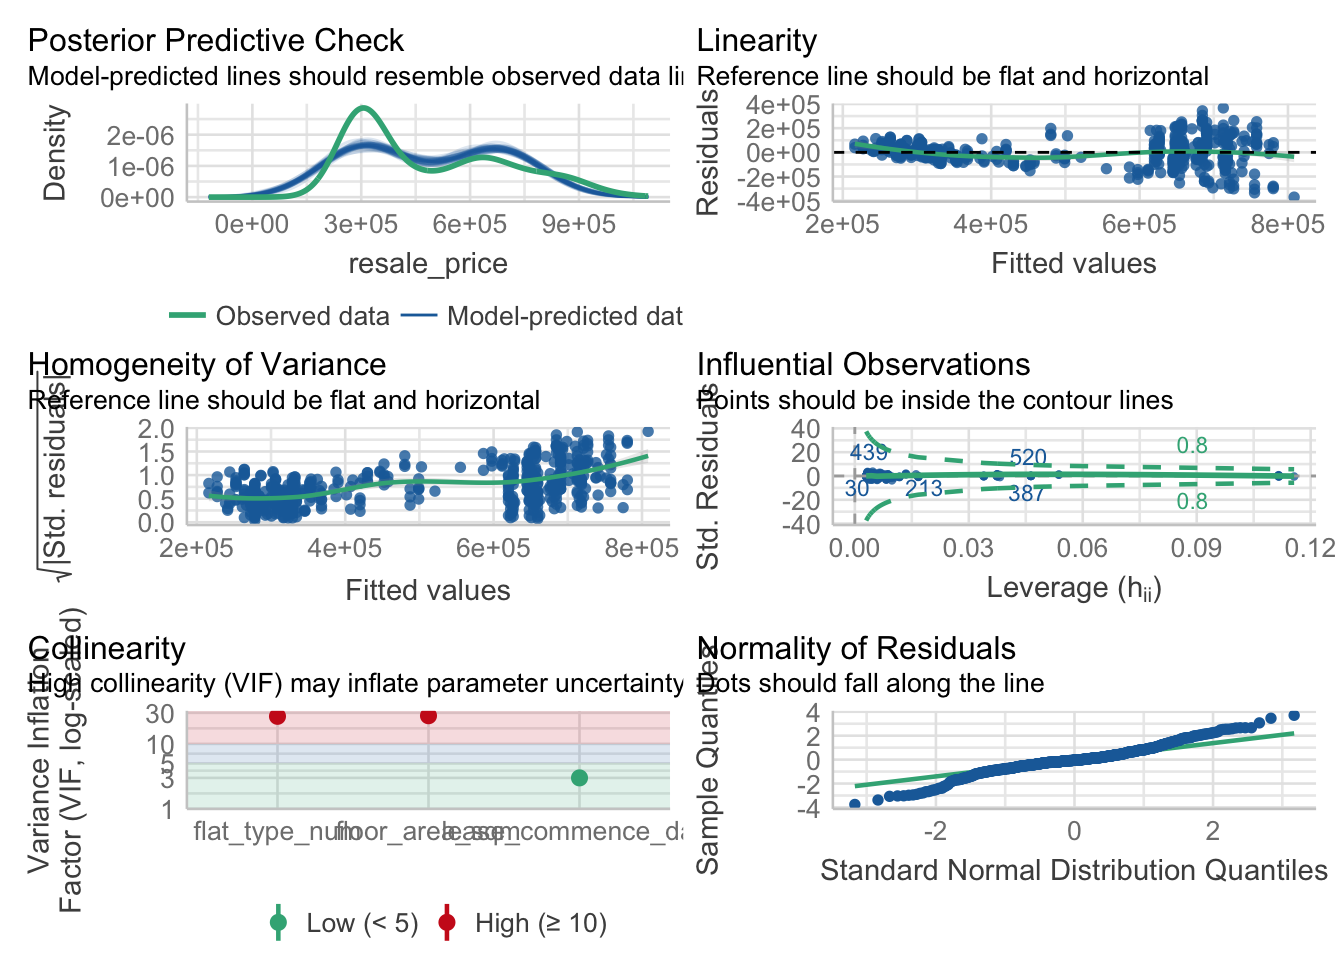 Posterior Predictive Check
Model-predicted lines should resemble observed data li
Density
2e-06
1e-06
0e+00
0e+00 3e+05 6e+05 9e+05
resale_price
Observed data Model-predicted dat
Linearity
Reference line should be flat and horizontal
Residuals
4e+05
2e+05
0e+00
-2e+05
-4e+05
2e+05 4e+05 6e+05 8e+05
Fitted values
Homogeneity of Variance
Reference line should be flat and horizontal
√|Std. residuals|
2.0
1.5
1.0
0.5
0.0
2e+05 4e+05 6e+05 8e+05
Fitted values
Influential Observations
Points should be inside the contour lines
Std. Residuals
40
20
0
-20
-40
439 520 0.8
30 213 387 0.8
0.00 0.03 0.06 0.09 0.12
Leverage (hii)
Collinearity
High collinearity (VIF) may inflate parameter uncertainty
Variance Inflation
Factor (VIF, log-scaled)
30
10
5
3
1
flat_type_num floor_area_sqm lease_commence_da
Low (< 5) High (≥ 10)
Normality of Residuals
Dots should fall along the line
Sample Quantiles
4
2
0
-2
-4
-2 0 2
Standard Normal Distribution Quantiles